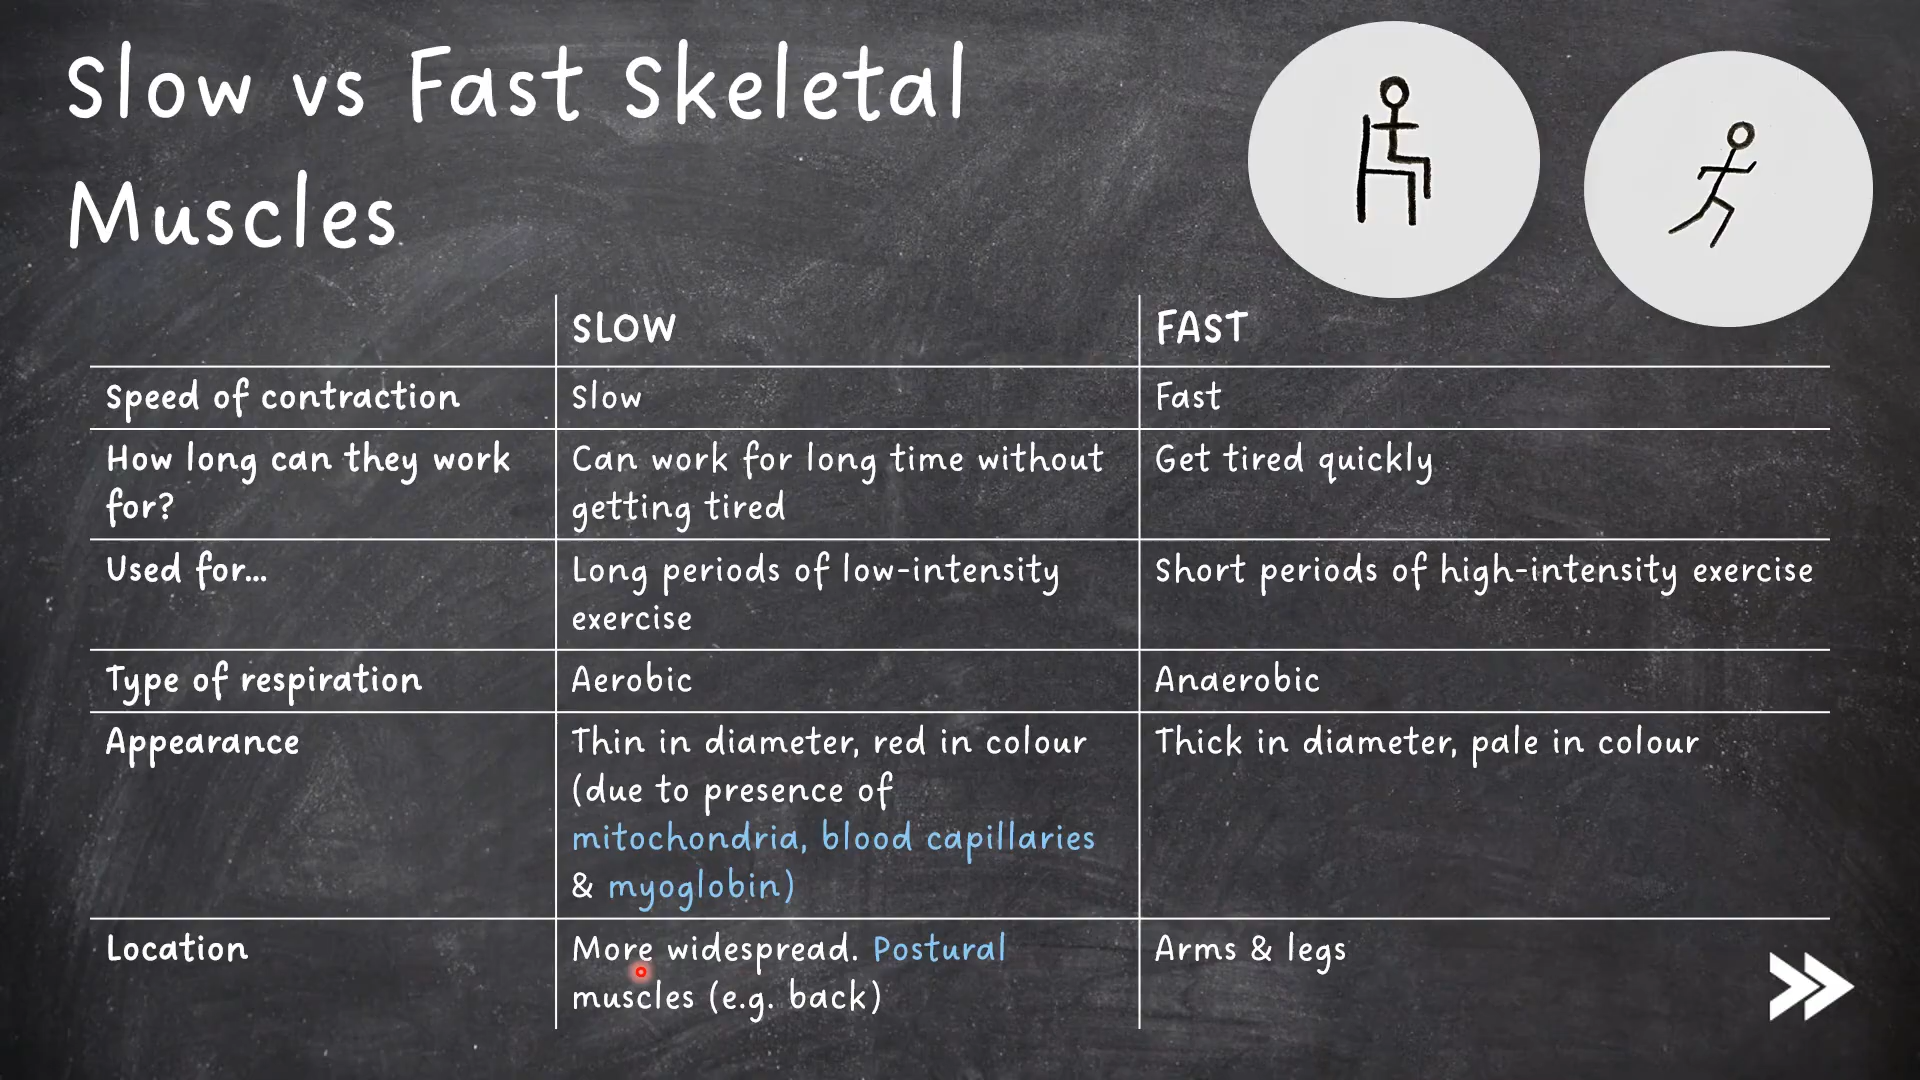 Slow vs Fast Skeletal
Muscles
SLOW
FAST
Speed of contraction
Slow
Fast
How long can they work
for?
Can work for long time without
getting tired
Get tired quickly
Used for...
Long periods of low-intensity
exercise
Short periods of high-intensity exercise
Type of respiration
Aerobic
Anaerobic
Appearance
Thin in diameter, red in colour
(due to presence of
mitochondria, blood capillaries
& myoglobin)
Thick in diameter, pale in colour
Location
More widespread. Postural
muscles (e.g. back)
Arms & legs